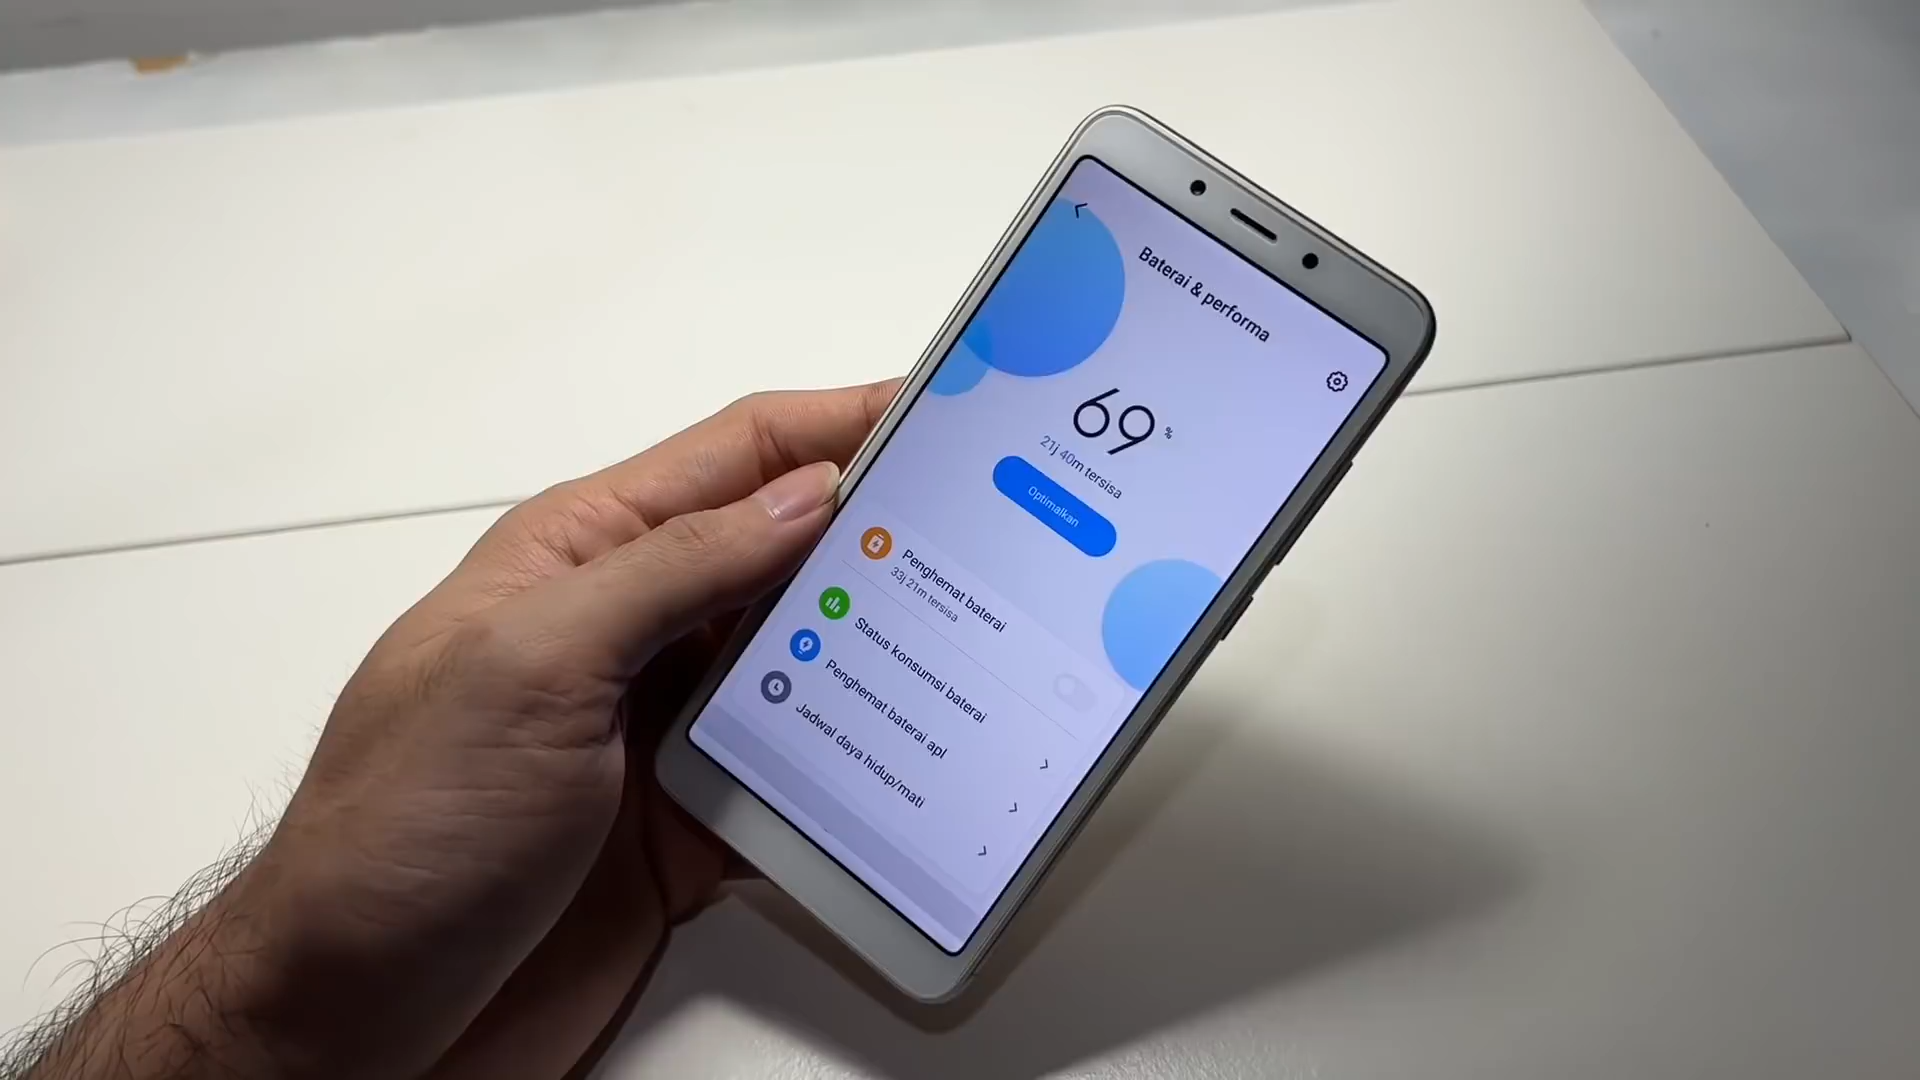 Baterai & performa
69%
21j 40m tersisa
Optimalkan
Penghemat baterai
33j 21m tersisa
Status konsumsi baterai
Penghemat baterai apl
Jadwal daya hidup/mati